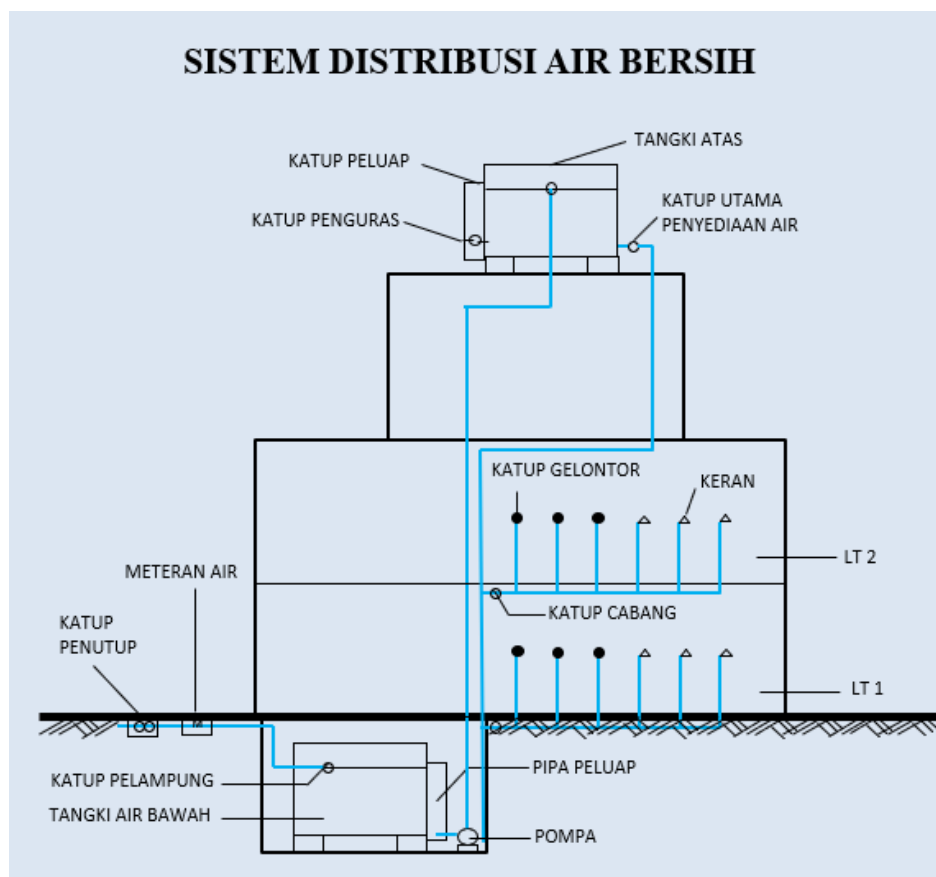 SISTEM DISTRIBUSI AIR BERSIH
TANGKI ATAS
KATUP PELUAP
KATUP UTAMA
PENYEDIAAN AIR
KATUP PENGURAS
KATUP GELONTOR
KERAN
LT 2
METERAN AIR
KATUP CABANG
KATUP
PENUTUP
LT 1
M
KATUP PELAMPUNG
PIPA PELUAP
TANGKI AIR BAWAH
POMPA